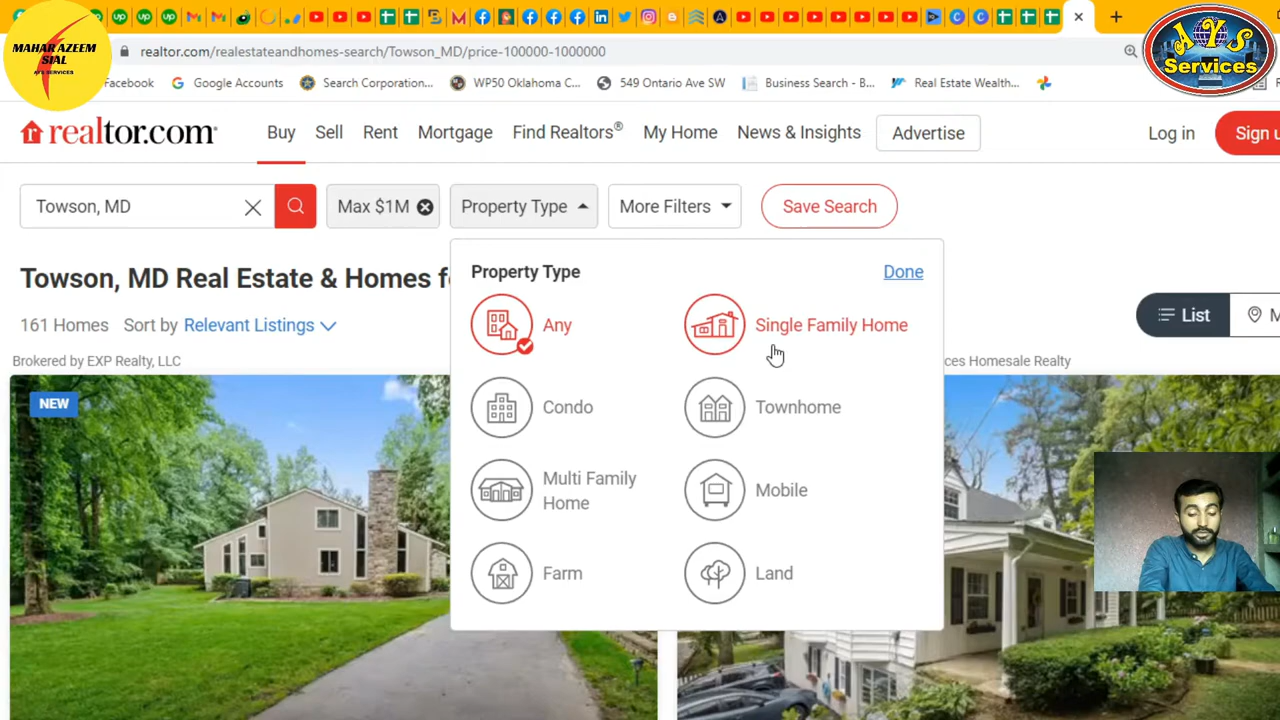 MAHAR AZEEM
SIAL
AYS SERVICES
AYS
Services
realtor.com/realestateandhomes-search/Towson_MD/price-100000-1000000
Facebook
Google Accounts
Search Corporation...
WP50 Oklahoma C...
549 Ontario Ave SW
Business Search - B...
Real Estate Wealth...
realtor.com®
Buy
Sell
Rent
Mortgage
Find Realtors®
My Home
News & Insights
Advertise
Log in
Sign u
Towson, MD
Max $1M
Property Type
More Filters
Save Search
Towson, MD Real Estate & Homes f
161 Homes
Sort by Relevant Listings
List
M
Property Type
Done
Any
Single Family Home
Condo
Townhome
Multi Family
Home
Mobile
Farm
Land
Brokered by EXP Realty, LLC
ces Homesale Realty
NEW